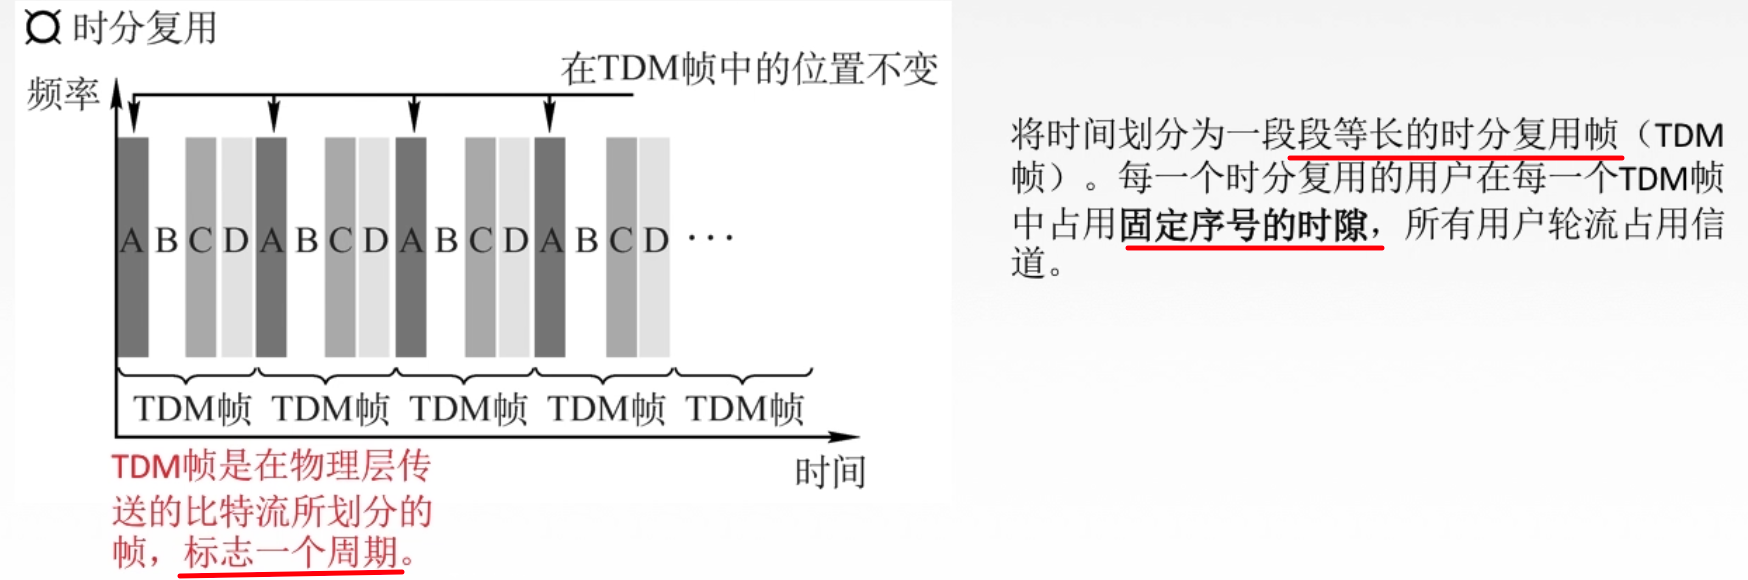 ¤ 时分复用
在TDM帧中的位置不变
频率
A B C D A B C D A B C D A B C D ···
TDM帧 TDM帧 TDM帧 TDM帧 TDM帧
时间
TDM帧是在物理层传
送的比特流所划分的
帧，标志一个周期。
将时间划分为一段段等长的时分复用帧（TDM
帧）。每一个时分复用的用户在每一个TDM帧
中占用固定序号的时隙，所有用户轮流占用信
道。